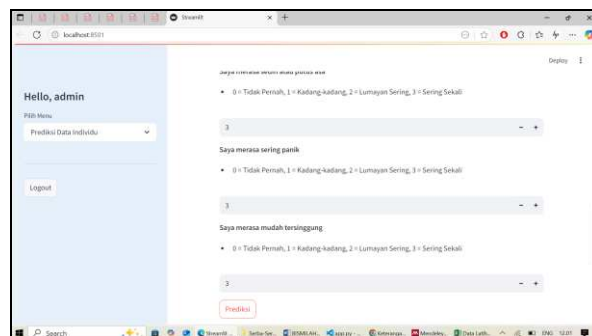 Streamlit
localhost:8501
Deploy
Hello, admin
Pilih Menu
Prediksi Data Individu
Logout
0 = Tidak Pernah, 1 = Kadang-kadang, 2 = Lumayan Sering, 3 = Sering Sekali
3
Saya merasa sering panik
0 = Tidak Pernah, 1 = Kadang-kadang, 2 = Lumayan Sering, 3 = Sering Sekali
3
Saya merasa mudah tersinggung
0 = Tidak Pernah, 1 = Kadang-kadang, 2 = Lumayan Sering, 3 = Sering Sekali
3
Prediksi
Search
ENG 12.01